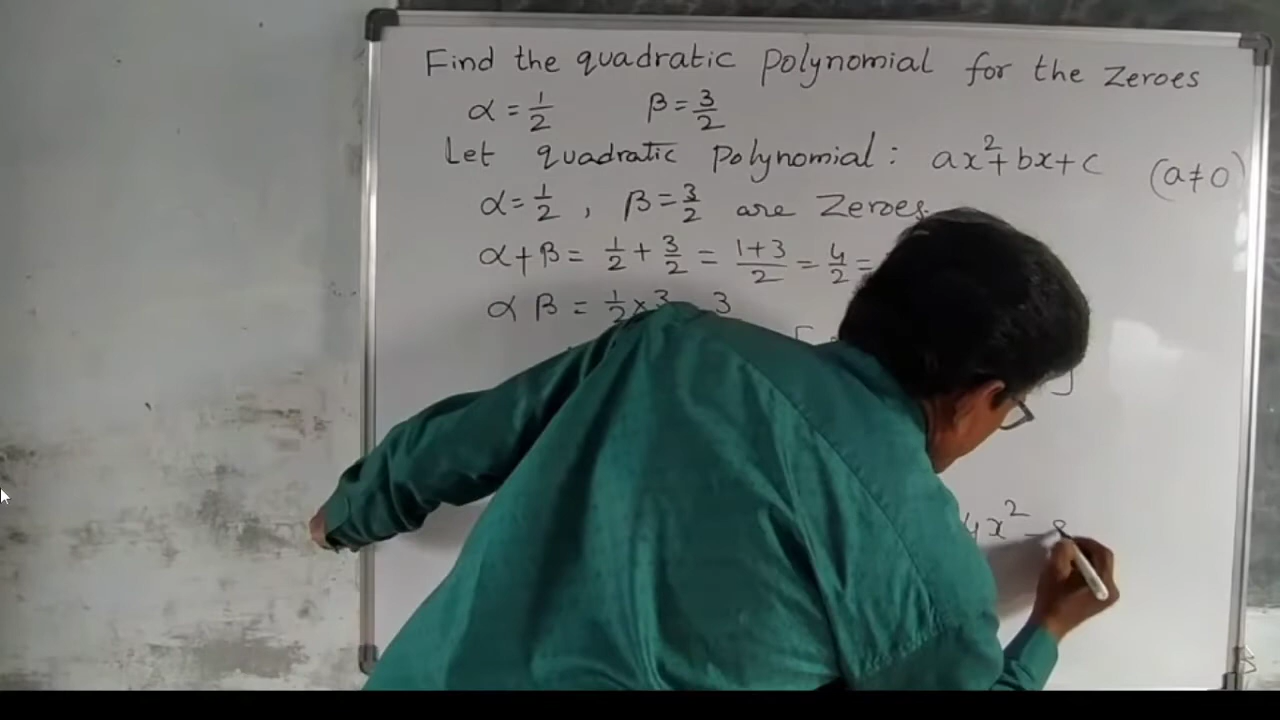 Find the quadratic polynomial for the zeroes
α = 1/2 β = 3/2
Let quadratic polynomial : ax²+bx+c (a≠0)
α = 1/2 , β = 3/2 are zeroes.
α+β = 1/2 + 3/2 = (1+3)/2 = 4/2 =
α β = 1/2 × 3 3
4x² - 8